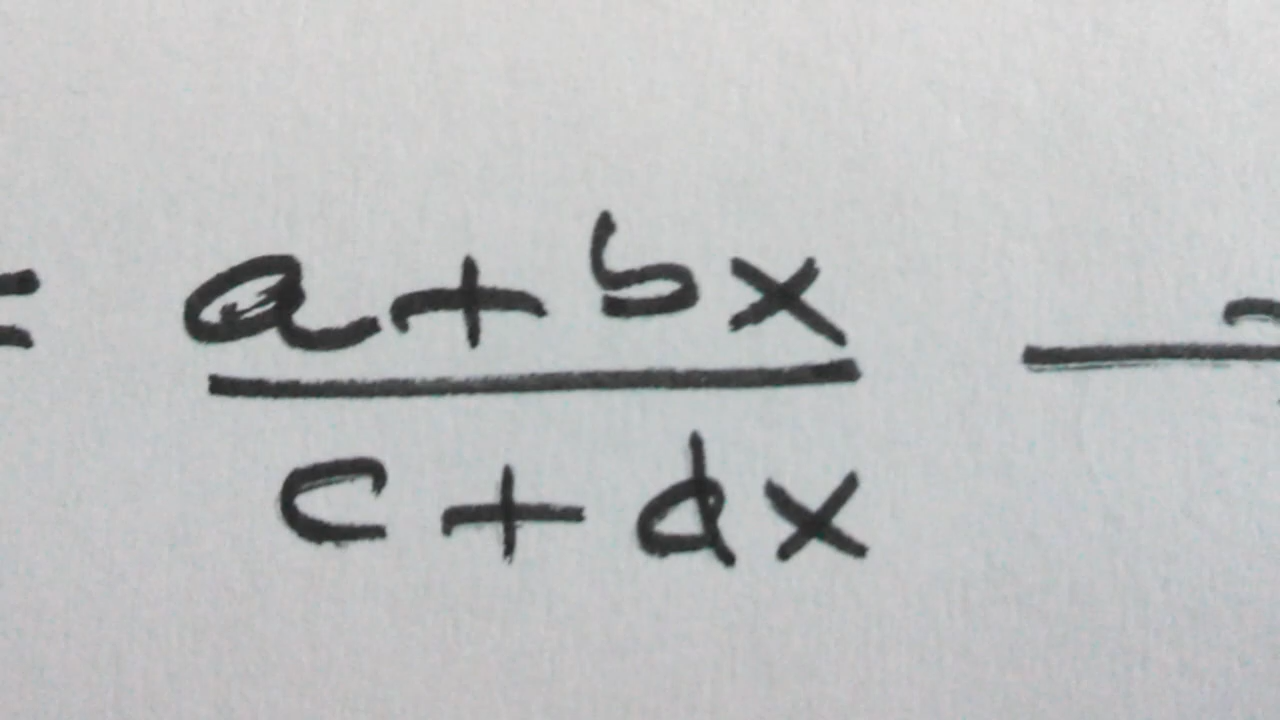 = a+bx
c+dx